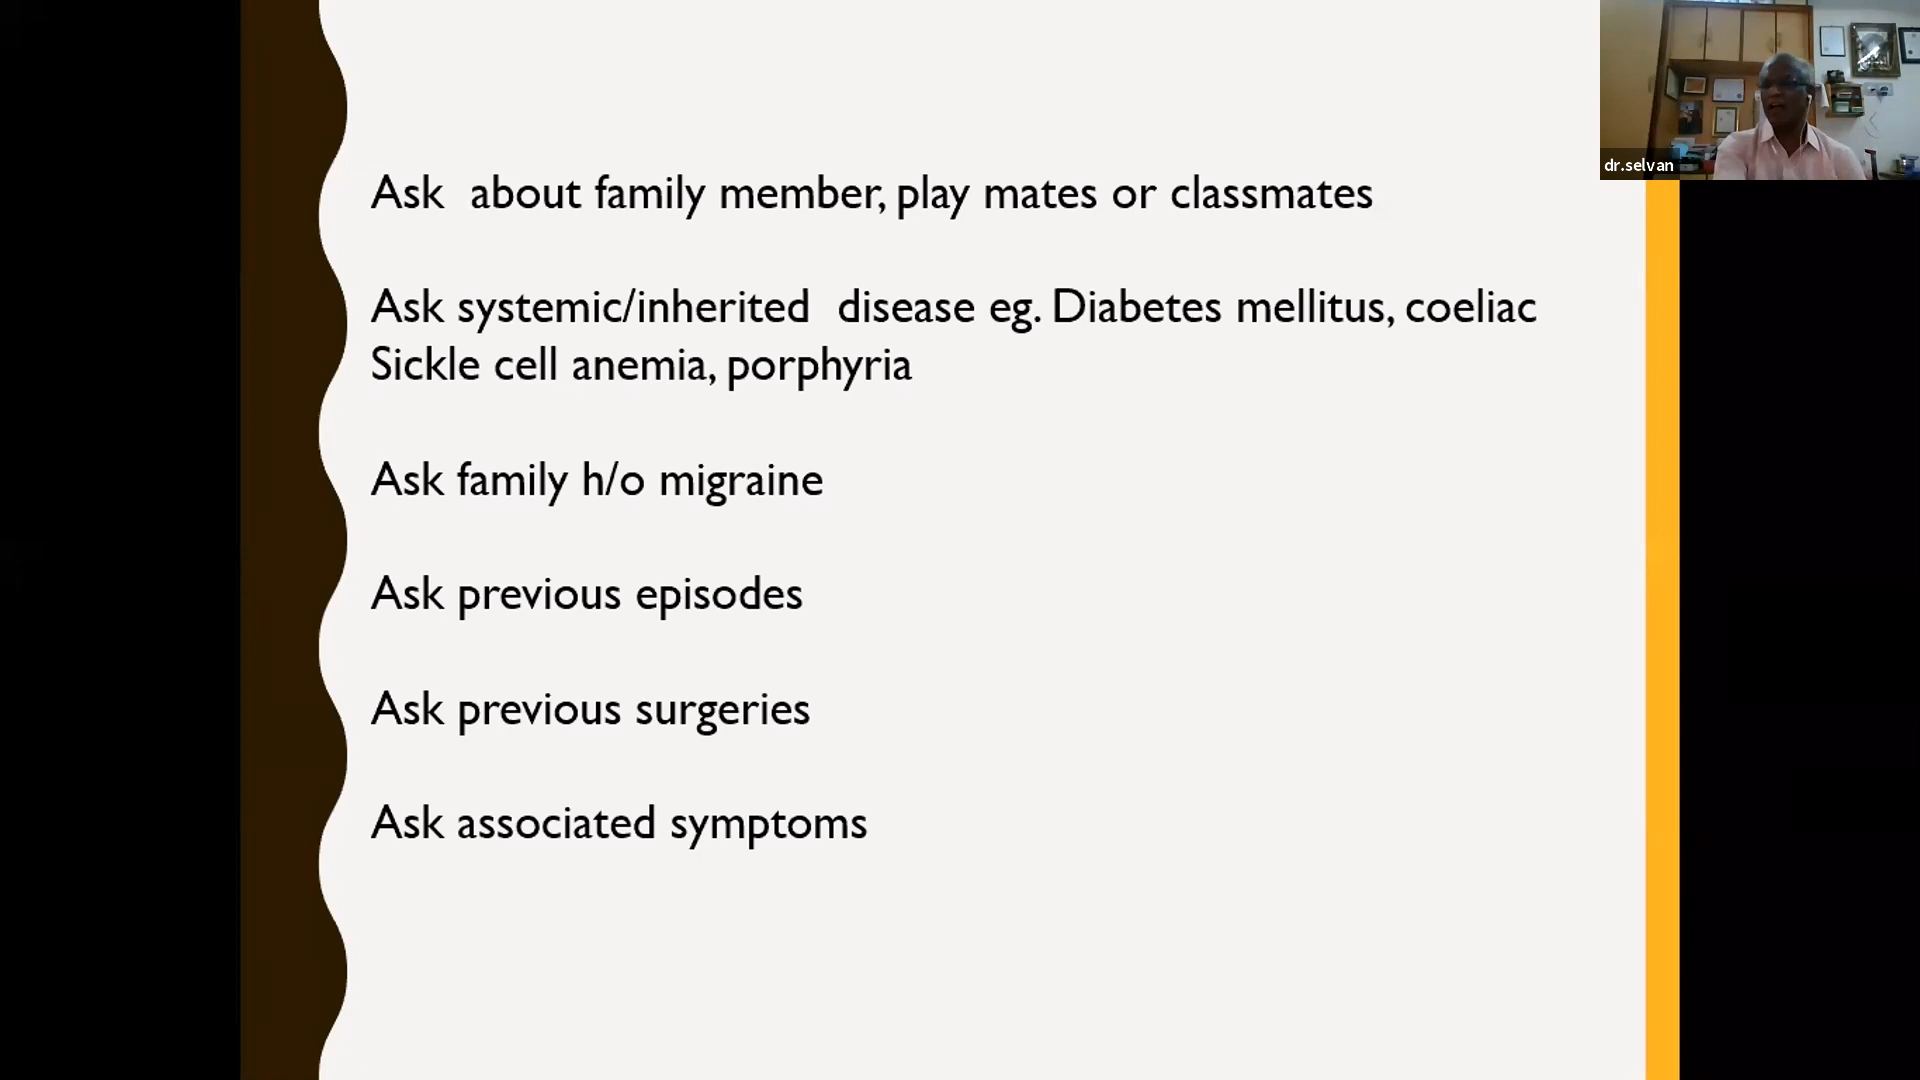 dr.selvan
Ask about family member, play mates or classmates
Ask systemic/inherited disease eg. Diabetes mellitus, coeliac
Sickle cell anemia, porphyria
Ask family h/o migraine
Ask previous episodes
Ask previous surgeries
Ask associated symptoms